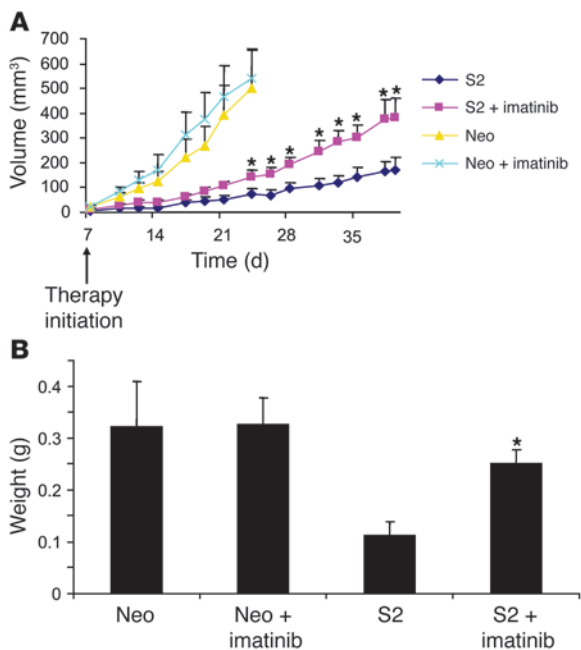 A
Volume (mm³)
700
600
500
400
300
200
100
0
7
14
21
28
35
Time (d)
Therapy
initiation
* * * * * * * *
S2
S2 + imatinib
Neo
Neo + imatinib
B
Weight (g)
0.4
0.3
0.2
0.1
0
*
Neo
Neo +
imatinib
S2
S2 +
imatinib